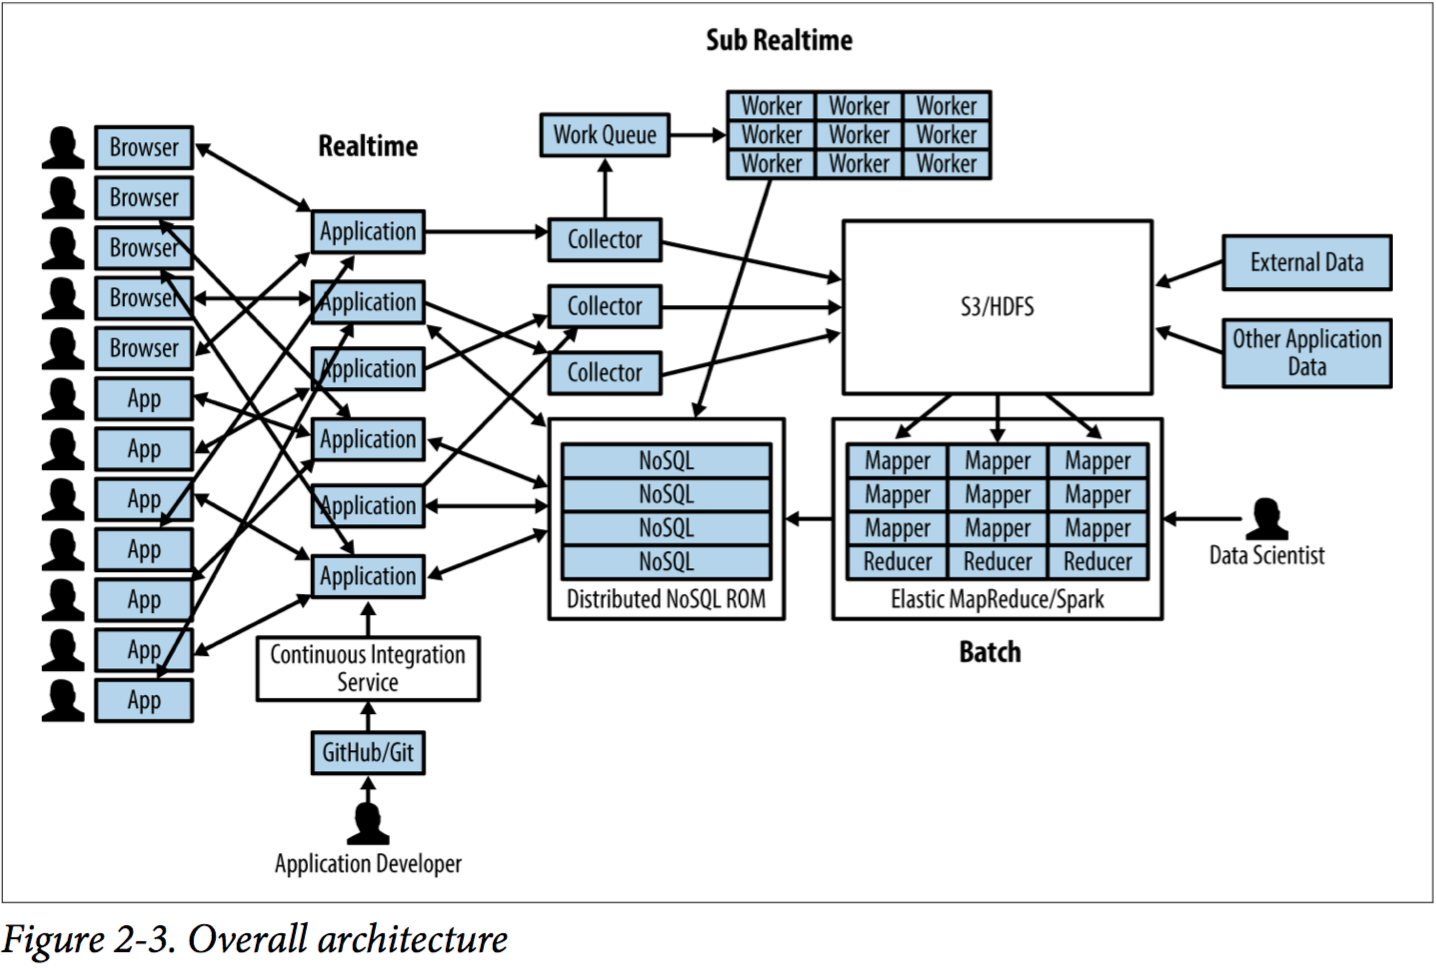 Sub Realtime
Realtime
Browser
Browser
Browser
Browser
Browser
App
App
App
App
App
App
App
Application
Application
Application
Application
Application
Application
Continuous Integration
Service
GitHub/Git
Application Developer
Work Queue
Worker Worker Worker
Worker Worker Worker
Worker Worker Worker
Collector
Collector
Collector
S3/HDFS
External Data
Other Application
Data
NoSQL
NoSQL
NoSQL
NoSQL
Distributed NoSQL ROM
Mapper Mapper Mapper
Mapper Mapper Mapper
Mapper Mapper Mapper
Reducer Reducer Reducer
Elastic MapReduce/Spark
Batch
Data Scientist
Figure 2-3. Overall architecture